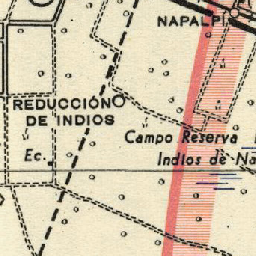 NAPALPI
REDUCCIÓN
DE INDIOS
Campo Reserva
Ec.
Indios de Na